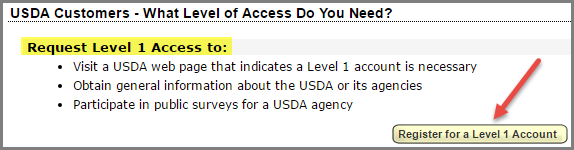 USDA Customers - What Level of Access Do You Need?
Request Level 1 Access to:
• Visit a USDA web page that indicates a Level 1 account is necessary
• Obtain general information about the USDA or its agencies
• Participate in public surveys for a USDA agency
Register for a Level 1 Account